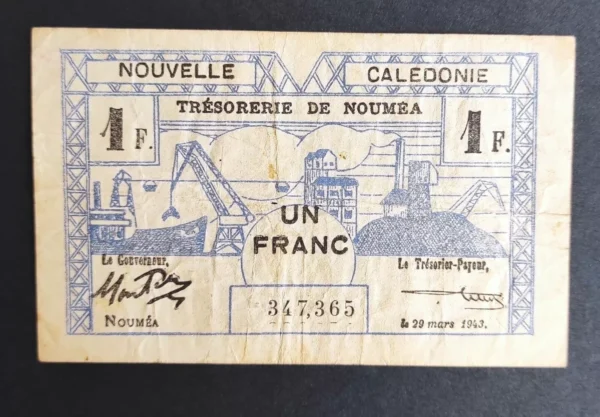 NOUVELLE CALEDONIE
TRÉSORERIE DE NOUMÉA
1 F. 1 F.
UN
FRANC
Le Gouverneur, Le Trésorier-Payeur,
347,365
NOUMÉA le 29 mars 1943.